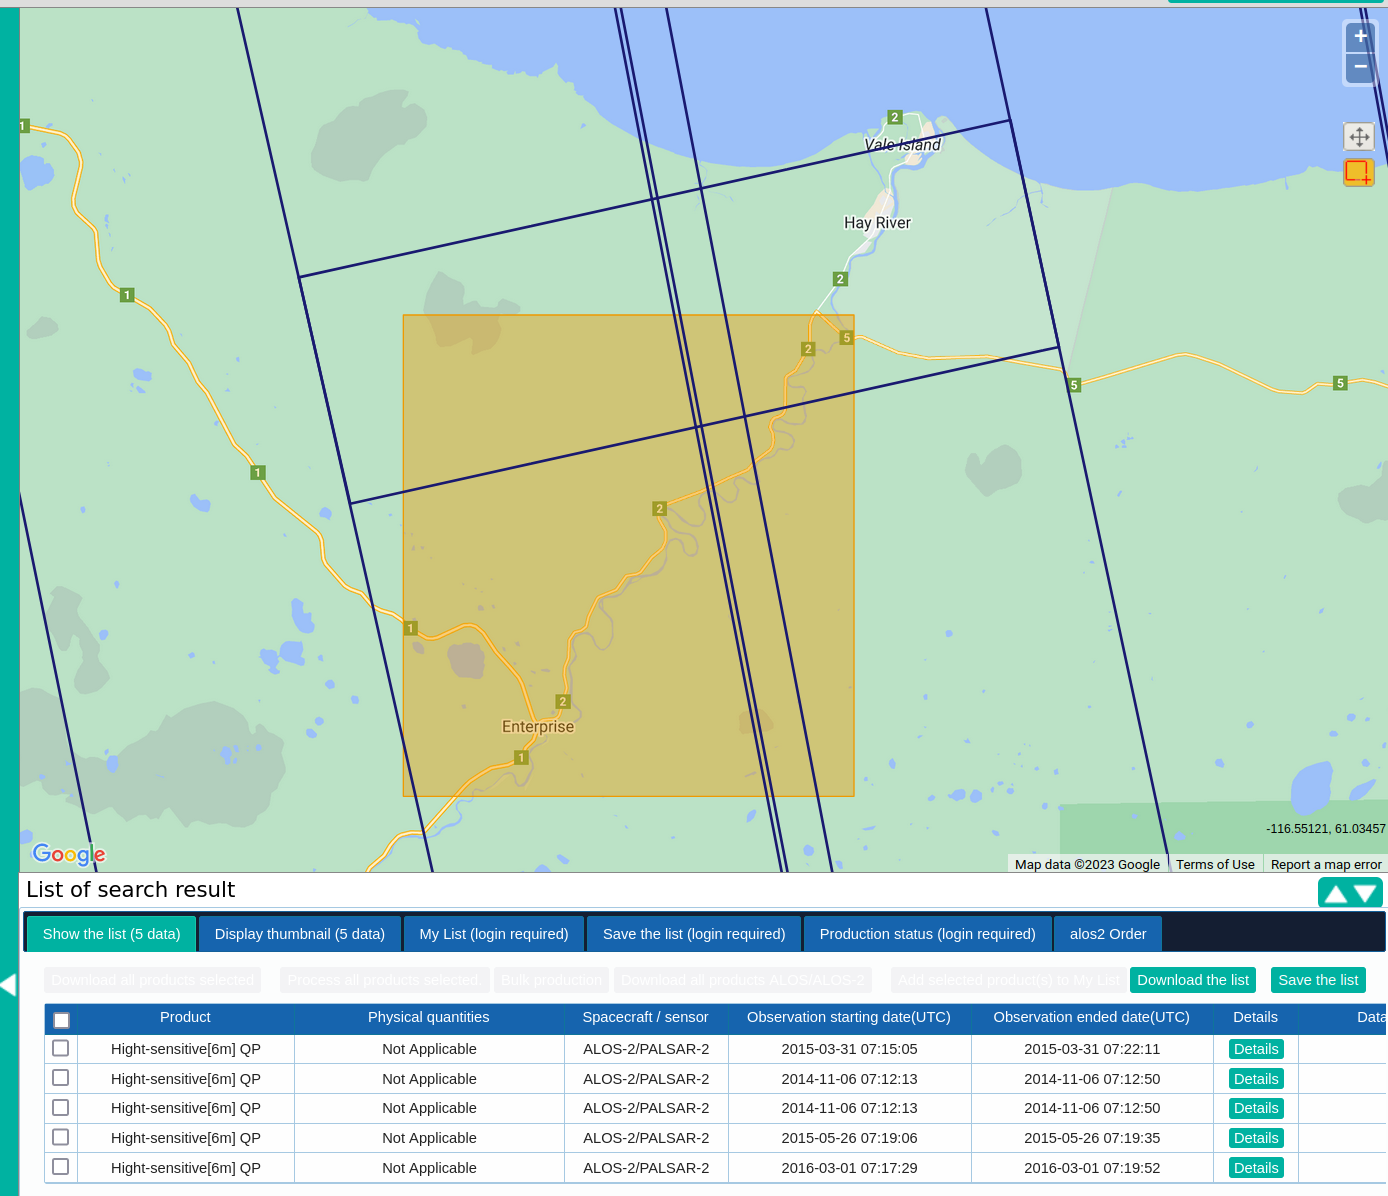 +
−
1
2
Vale Island
Hay River
2
1
2
5
5
5
1
2
1
2
Enterprise
1
-116.55121, 61.03457
Google
Map data ©2023 Google
Terms of Use
Report a map error
List of search result
Show the list (5 data)
Display thumbnail (5 data)
My List (login required)
Save the list (login required)
Production status (login required)
alos2 Order
Download all products selected
Process all products selected
Bulk production
Download all products ALOS/ALOS-2
Add selected product(s) to My List
Download the list
Save the list
Product Physical quantities Spacecraft / sensor Observation starting date(UTC) Observation ended date(UTC) Details Data
Hight-sensitive[6m] QP Not Applicable ALOS-2/PALSAR-2 2015-03-31 07:15:05 2015-03-31 07:22:11 Details
Hight-sensitive[6m] QP Not Applicable ALOS-2/PALSAR-2 2014-11-06 07:12:13 2014-11-06 07:12:50 Details
Hight-sensitive[6m] QP Not Applicable ALOS-2/PALSAR-2 2014-11-06 07:12:13 2014-11-06 07:12:50 Details
Hight-sensitive[6m] QP Not Applicable ALOS-2/PALSAR-2 2015-05-26 07:19:06 2015-05-26 07:19:35 Details
Hight-sensitive[6m] QP Not Applicable ALOS-2/PALSAR-2 2016-03-01 07:17:29 2016-03-01 07:19:52 Details